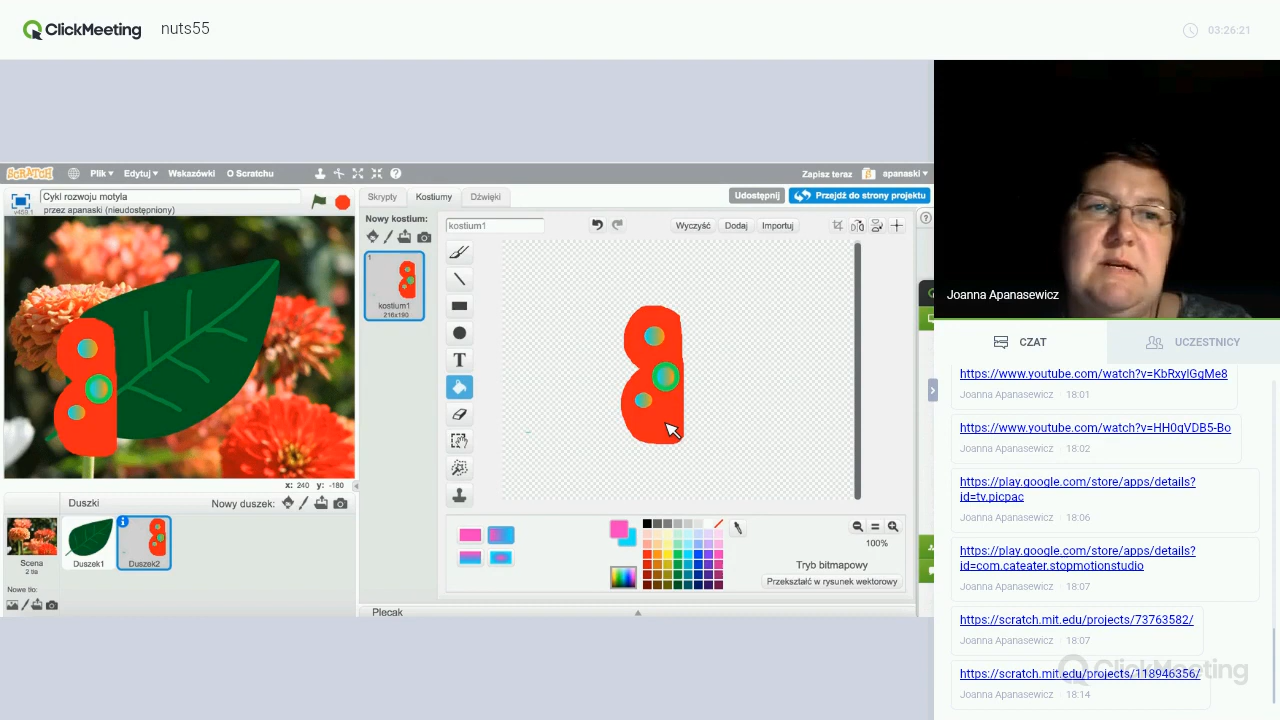 ClickMeeting
nuts55
03:26:21
SCRATCH
Plik
Edytuj
Wskazówki
O Scratchu
Zapisz teraz
apanaski
Cykl rozwoju motyla
przez apanaski (nieudostępniony)
Skrypty
Kostiumy
Dźwięki
Udostępnij
Przejdź do strony projektu
Nowy kostium:
kostium1
Wyczyść
Dodaj
Importuj
1
kostium1
216x190
T
x: 240 y: -180
Duszki
Nowy duszek:
Scena
2 tła
Duszek1
Duszek2
Nowe tło:
100%
Tryb bitmapowy
Przekształć w rysunek wektorowy
Plecak
Joanna Apanasewicz
CZAT
UCZESTNICY
https://www.youtube.com/watch?v=KbRxyIGgMe8
Joanna Apanasewicz 18:01
https://www.youtube.com/watch?v=HH0gVDB5-Bo
Joanna Apanasewicz 18:02
https://play.google.com/store/apps/details?
id=tv.picpac
Joanna Apanasewicz 18:06
https://play.google.com/store/apps/details?
id=com.cateater.stopmotionstudio
Joanna Apanasewicz 18:07
https://scratch.mit.edu/projects/73763582/
Joanna Apanasewicz 18:07
https://scratch.mit.edu/projects/118946356/
Joanna Apanasewicz 18:14
ClickMeeting